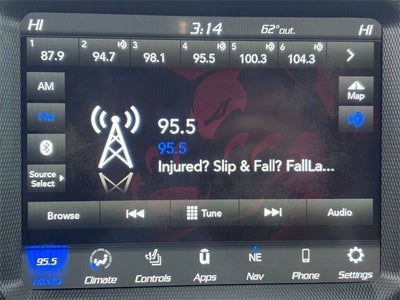 HI 3:14 62°out. HI
1 2 3 4 5 6
87.9 94.7 98.1 95.5 100.3 104.3
AM
FM
Map
95.5
95.5
Source
Select
Injured? Slip & Fall? FallLa...
Browse Tune Audio
95.5 NE
Media Climate Controls Apps Nav Phone Settings